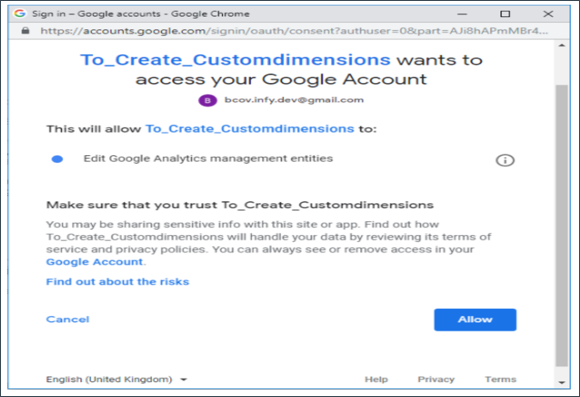 Sign in – Google accounts - Google Chrome
https://accounts.google.com/signin/oauth/consent?authuser=0&part=AJi8hAPmMBr4...
To_Create_Customdimensions wants to
access your Google Account
B bcov.infy.dev@gmail.com
This will allow To_Create_Customdimensions to:
Edit Google Analytics management entities
Make sure that you trust To_Create_Customdimensions
You may be sharing sensitive info with this site or app. Find out how
To_Create_Customdimensions will handle your data by reviewing its terms of
service and privacy policies. You can always see or remove access in your
Google Account.
Find out about the risks
Cancel Allow
English (United Kingdom) Help Privacy Terms